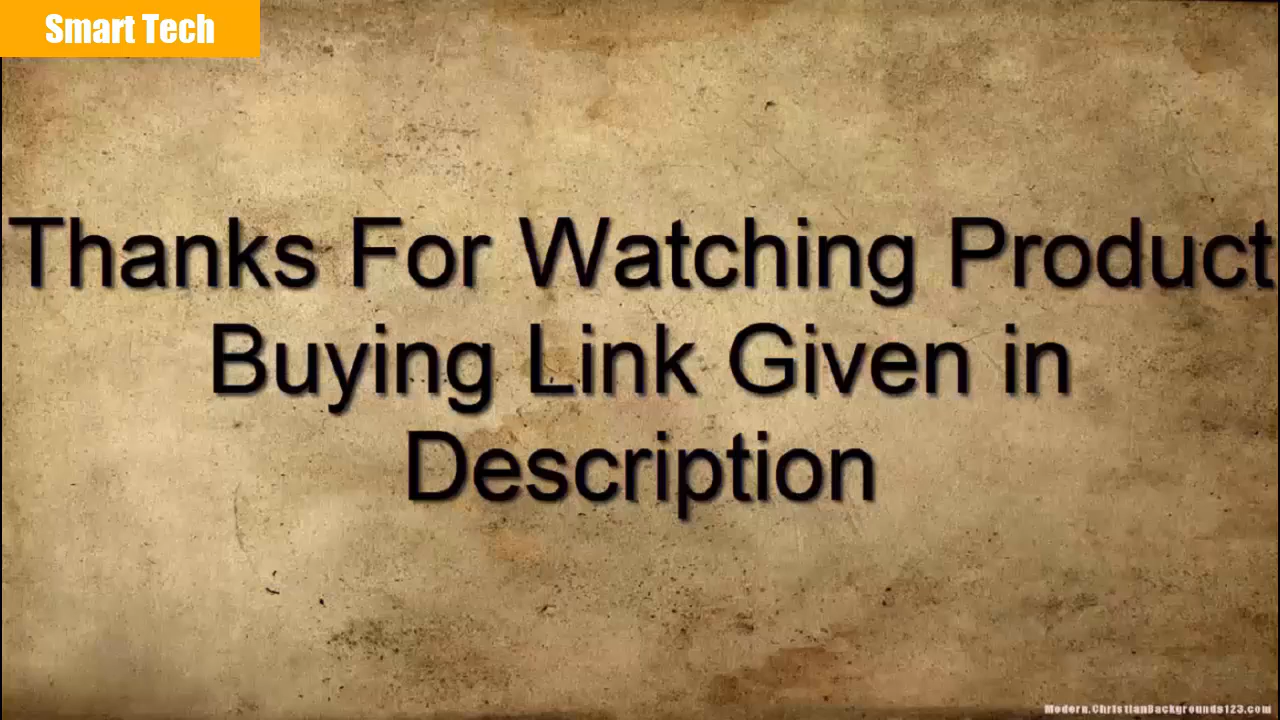 Smart Tech
Thanks For Watching Product
Buying Link Given in
Description
Modern.ChristianBackgrounds123.com